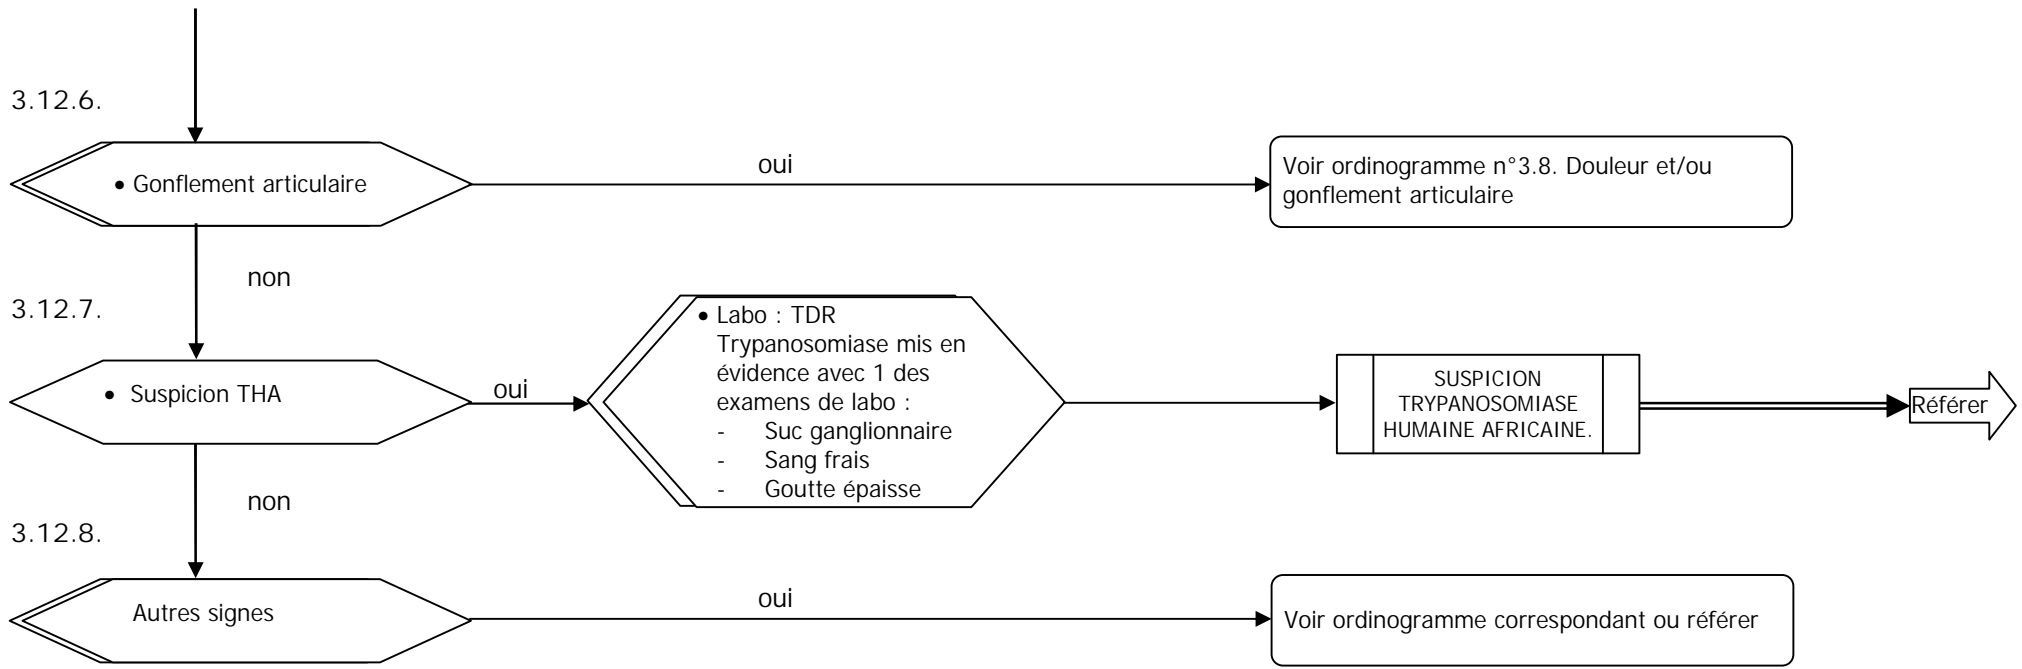 3.12.6.
• Gonflement articulaire
oui
Voir ordinogramme n°3.8. Douleur et/ou
gonflement articulaire
non
3.12.7.
• Suspicion THA
oui
• Labo : TDR
Trypanosomiase mis en
évidence avec 1 des
examens de labo :
- Suc ganglionnaire
- Sang frais
- Goutte épaisse
SUSPICION
TRYPANOSOMIASE
HUMAINE AFRICAINE.
Référer
non
3.12.8.
Autres signes
oui
Voir ordinogramme correspondant ou référer